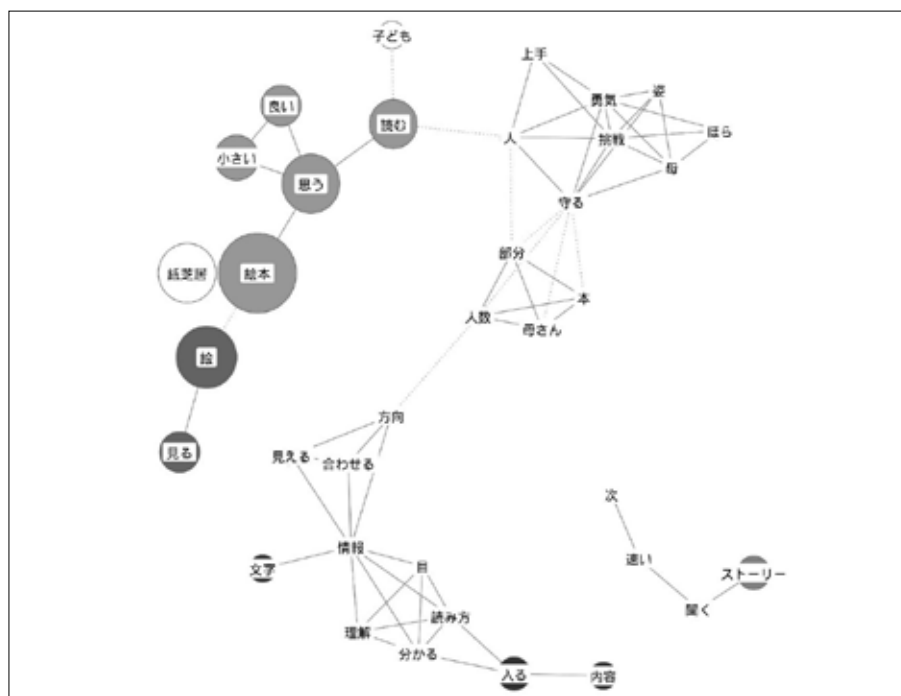 子ども
上手
良い
勇気
姿
読む
人
挑戦
ほら
小さい
母
思う
守る
部分
紙芝居
絵本
本
人数
母さん
絵
方向
見る
見える
合わせる
次
情報
速い
文字
目
ストーリー
読み方
聞く
理解
分かる
入る
内容